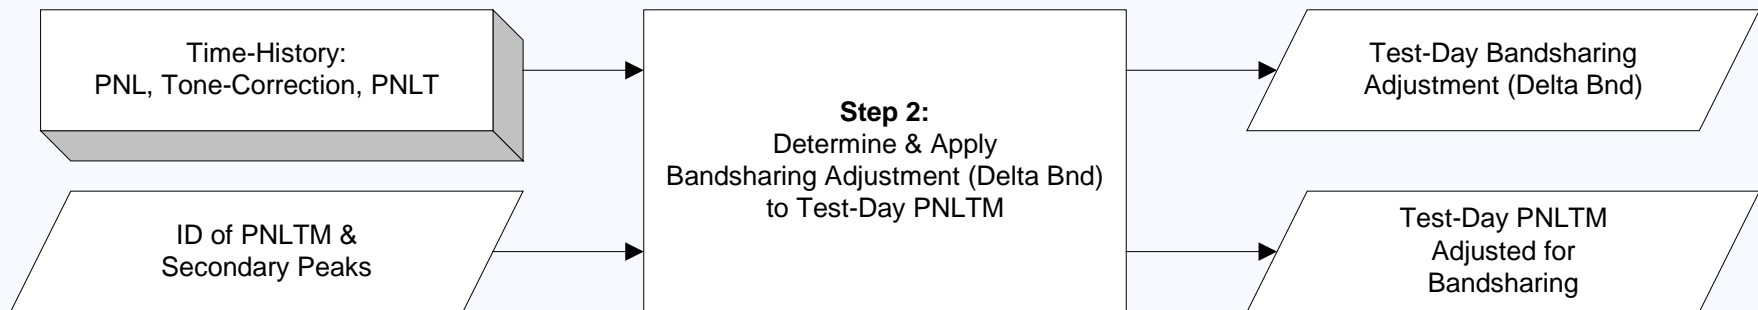 Time-History:
PNL, Tone-Correction, PNLT
ID of PNLTM &
Secondary Peaks
Step 2:
Determine & Apply
Bandsharing Adjustment (Delta Bnd)
to Test-Day PNLTM
Test-Day Bandsharing
Adjustment (Delta Bnd)
Test-Day PNLTM
Adjusted for
Bandsharing